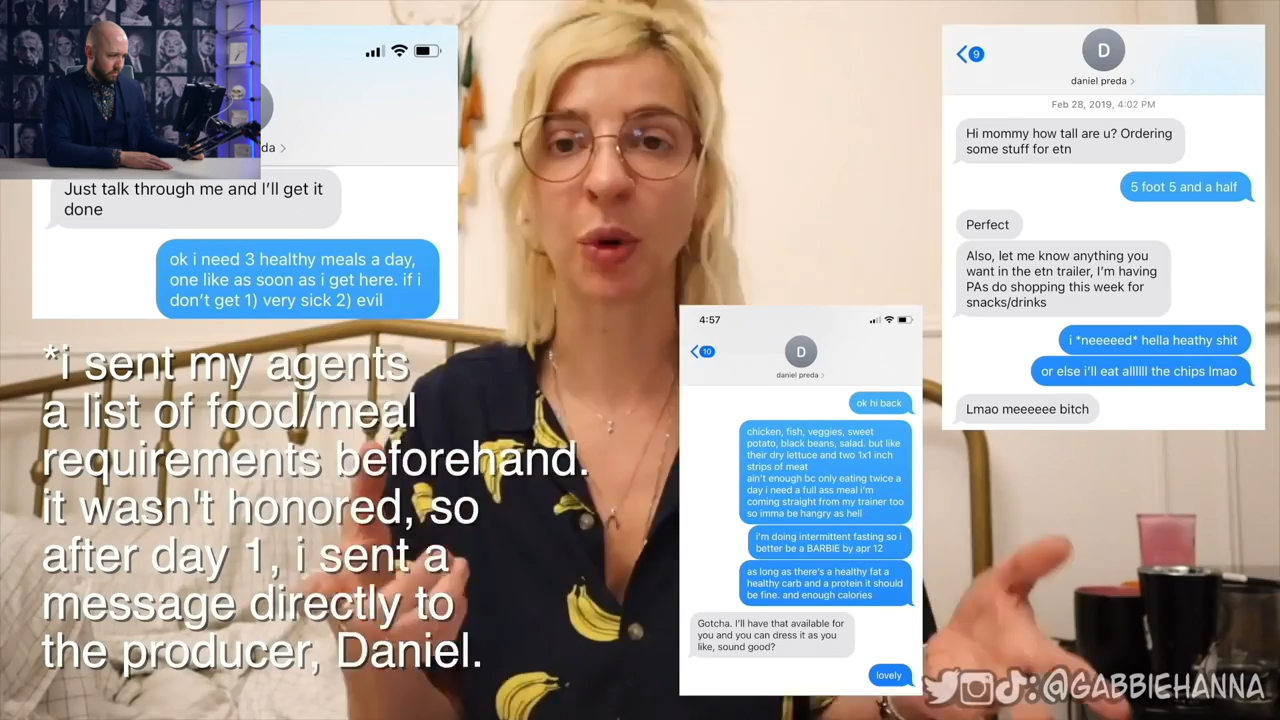 da >
Just talk through me and I'll get it
done
ok i need 3 healthy meals a day,
one like as soon as i get here. if i
don't get 1) very sick 2) evil
*i sent my agents
a list of food/meal
requirements beforehand.
it wasn't honored, so
after day 1, i sent a
message directly to
the producer, Daniel.
4:57
10
D
daniel preda >
ok hi back
chicken, fish, veggies, sweet
potato, black beans, salad. but like
their dry lettuce and two 1x1 inch
strips of meat
ain't enough bc only eating twice a
day i need a full ass meal i'm
coming straight from my trainer too
so imma be hangry as hell
i'm doing intermittent fasting so i
better be a BARBIE by apr 12
as long as there's a healthy fat a
healthy carb and a protein it should
be fine. and enough calories
Gotcha. I'll have that available for
you and you can dress it as you
like, sound good?
lovely
9
D
daniel preda >
Feb 28, 2019, 4:02 PM
Hi mommy how tall are u? Ordering
some stuff for etn
5 foot 5 and a half
Perfect
Also, let me know anything you
want in the etn trailer, I'm having
PAs do shopping this week for
snacks/drinks
i *neeeeed* hella heathy shit
or else i'll eat allllll the chips lmao
Lmao meeeeee bitch
: @GABBIEHANNA